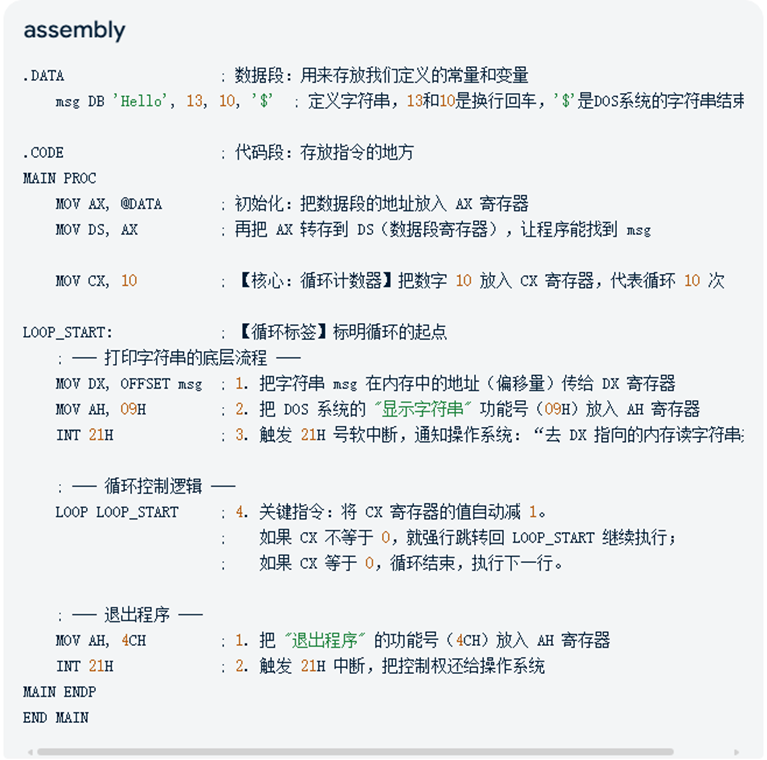 assembly
.DATA ; 数据段：用来存放我们定义的常量和变量
msg DB 'Hello', 13, 10, '$' ; 定义字符串，13和10是换行回车，'$'是DOS系统的字符串结束
.CODE ; 代码段：存放指令的地方
MAIN PROC
MOV AX, @DATA ; 初始化：把数据段的地址放入 AX 寄存器
MOV DS, AX ; 再把 AX 转存到 DS（数据段寄存器），让程序能找到 msg
MOV CX, 10 ; 【核心：循环计数器】把数字 10 放入 CX 寄存器，代表循环 10 次
LOOP_START: ; 【循环标签】标明循环的起点
; —— 打印字符串的底层流程 ——
MOV DX, OFFSET msg ; 1. 把字符串 msg 在内存中的地址（偏移量）传给 DX 寄存器
MOV AH, 09H ; 2. 把 DOS 系统的 "显示字符串" 功能号（09H）放入 AH 寄存器
INT 21H ; 3. 触发 21H 号软中断，通知操作系统：“去 DX 指向的内存读字符串
; —— 循环控制逻辑 ——
LOOP LOOP_START ; 4. 关键指令：将 CX 寄存器的值自动减 1。
; 如果 CX 不等于 0，就强行跳转回 LOOP_START 继续执行；
; 如果 CX 等于 0，循环结束，执行下一行。
; —— 退出程序 ——
MOV AH, 4CH ; 1. 把 "退出程序" 的功能号（4CH）放入 AH 寄存器
INT 21H ; 2. 触发 21H 中断，把控制权还给操作系统
MAIN ENDP
END MAIN